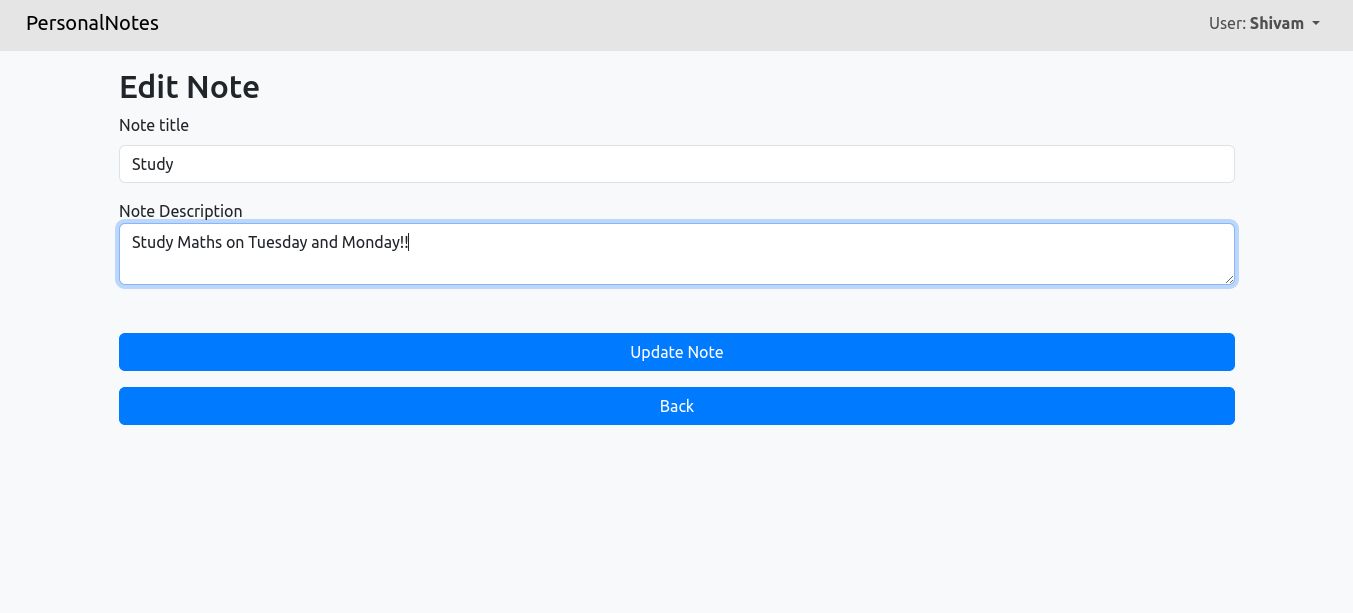 PersonalNotes
User: Shivam
Edit Note
Note title
Study
Note Description
Study Maths on Tuesday and Monday!!
Update Note
Back